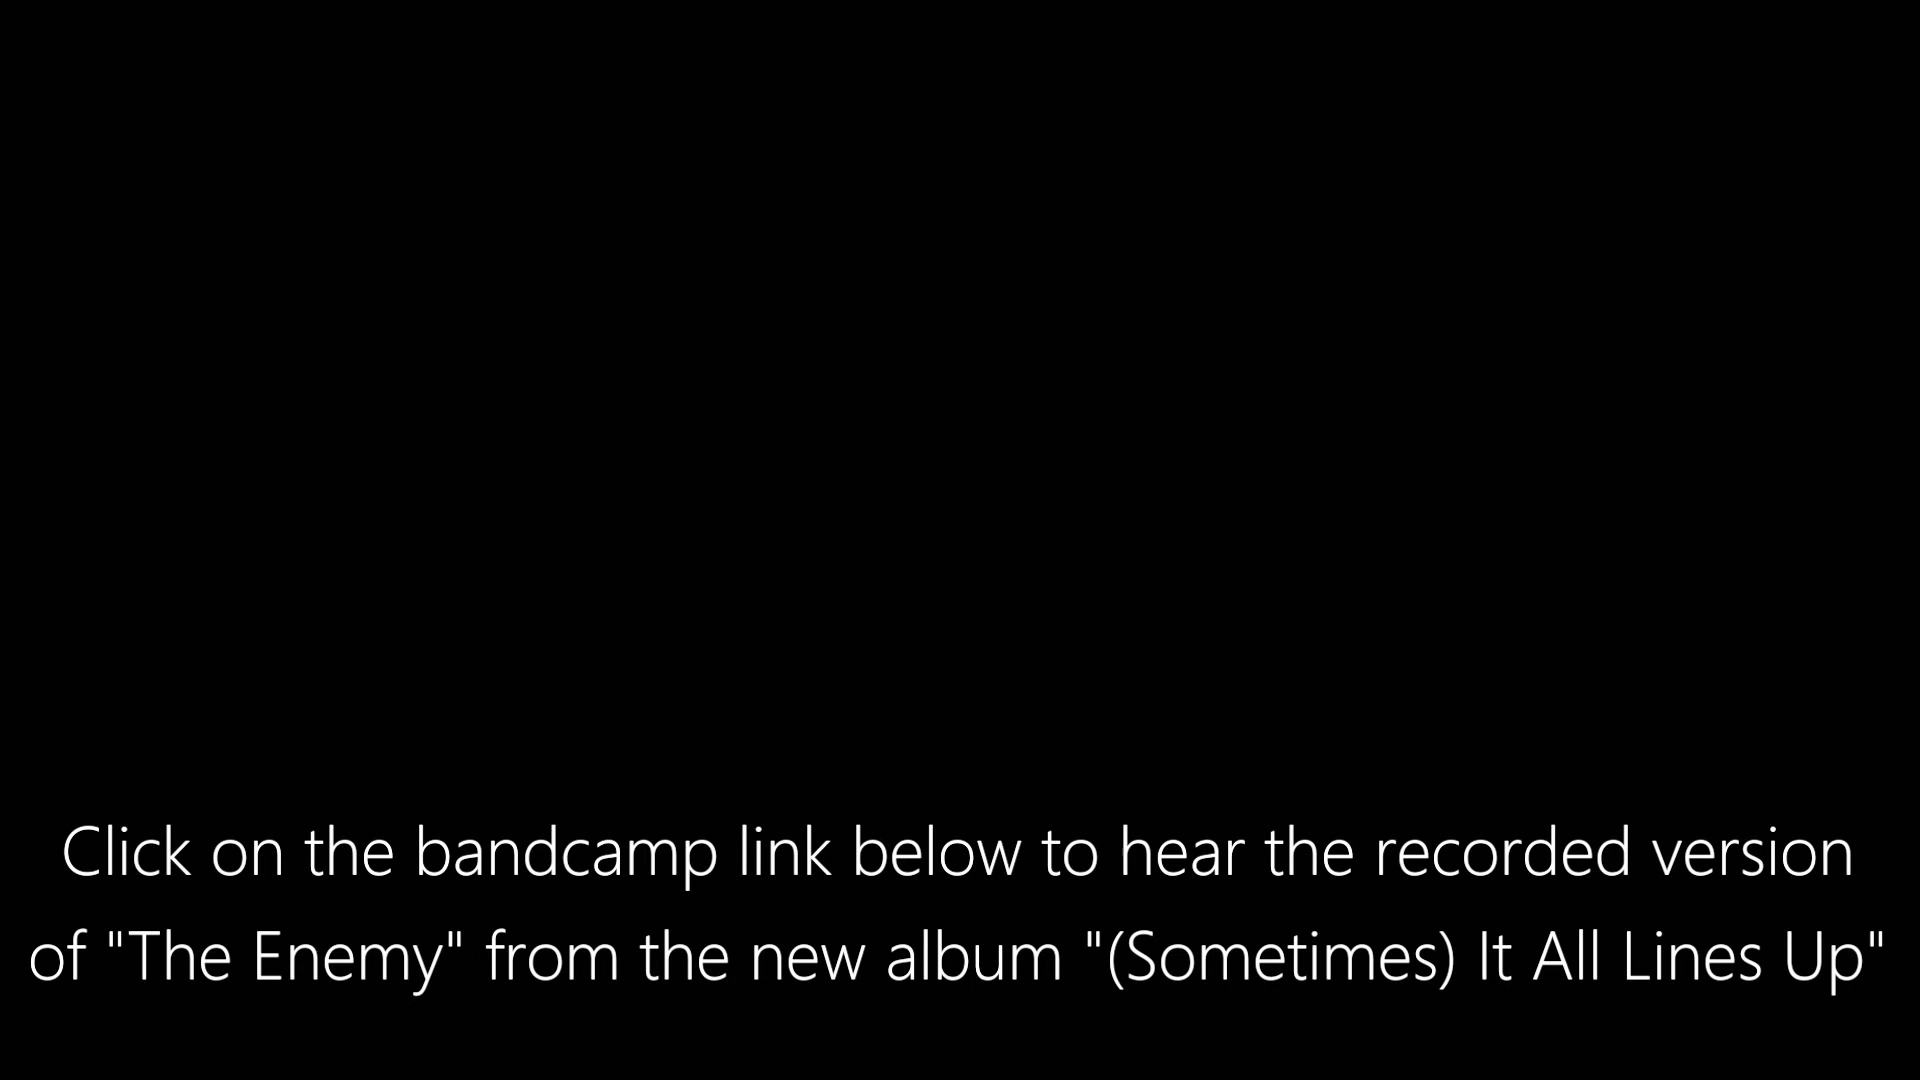 Click on the bandcamp link below to hear the recorded version
of "The Enemy" from the new album "(Sometimes) It All Lines Up"